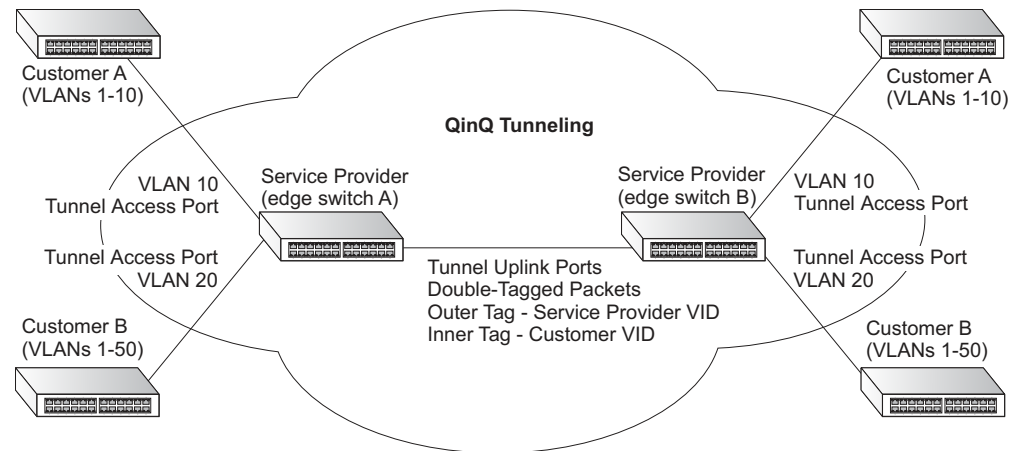 Customer A
(VLANs 1-10)
Customer A
(VLANs 1-10)
QinQ Tunneling
Service Provider
(edge switch A)
Service Provider
(edge switch B)
VLAN 10
Tunnel Access Port
VLAN 10
Tunnel Access Port
Tunnel Access Port
VLAN 20
Tunnel Uplink Ports
Double-Tagged Packets
Outer Tag - Service Provider VID
Inner Tag - Customer VID
Tunnel Access Port
VLAN 20
Customer B
(VLANs 1-50)
Customer B
(VLANs 1-50)